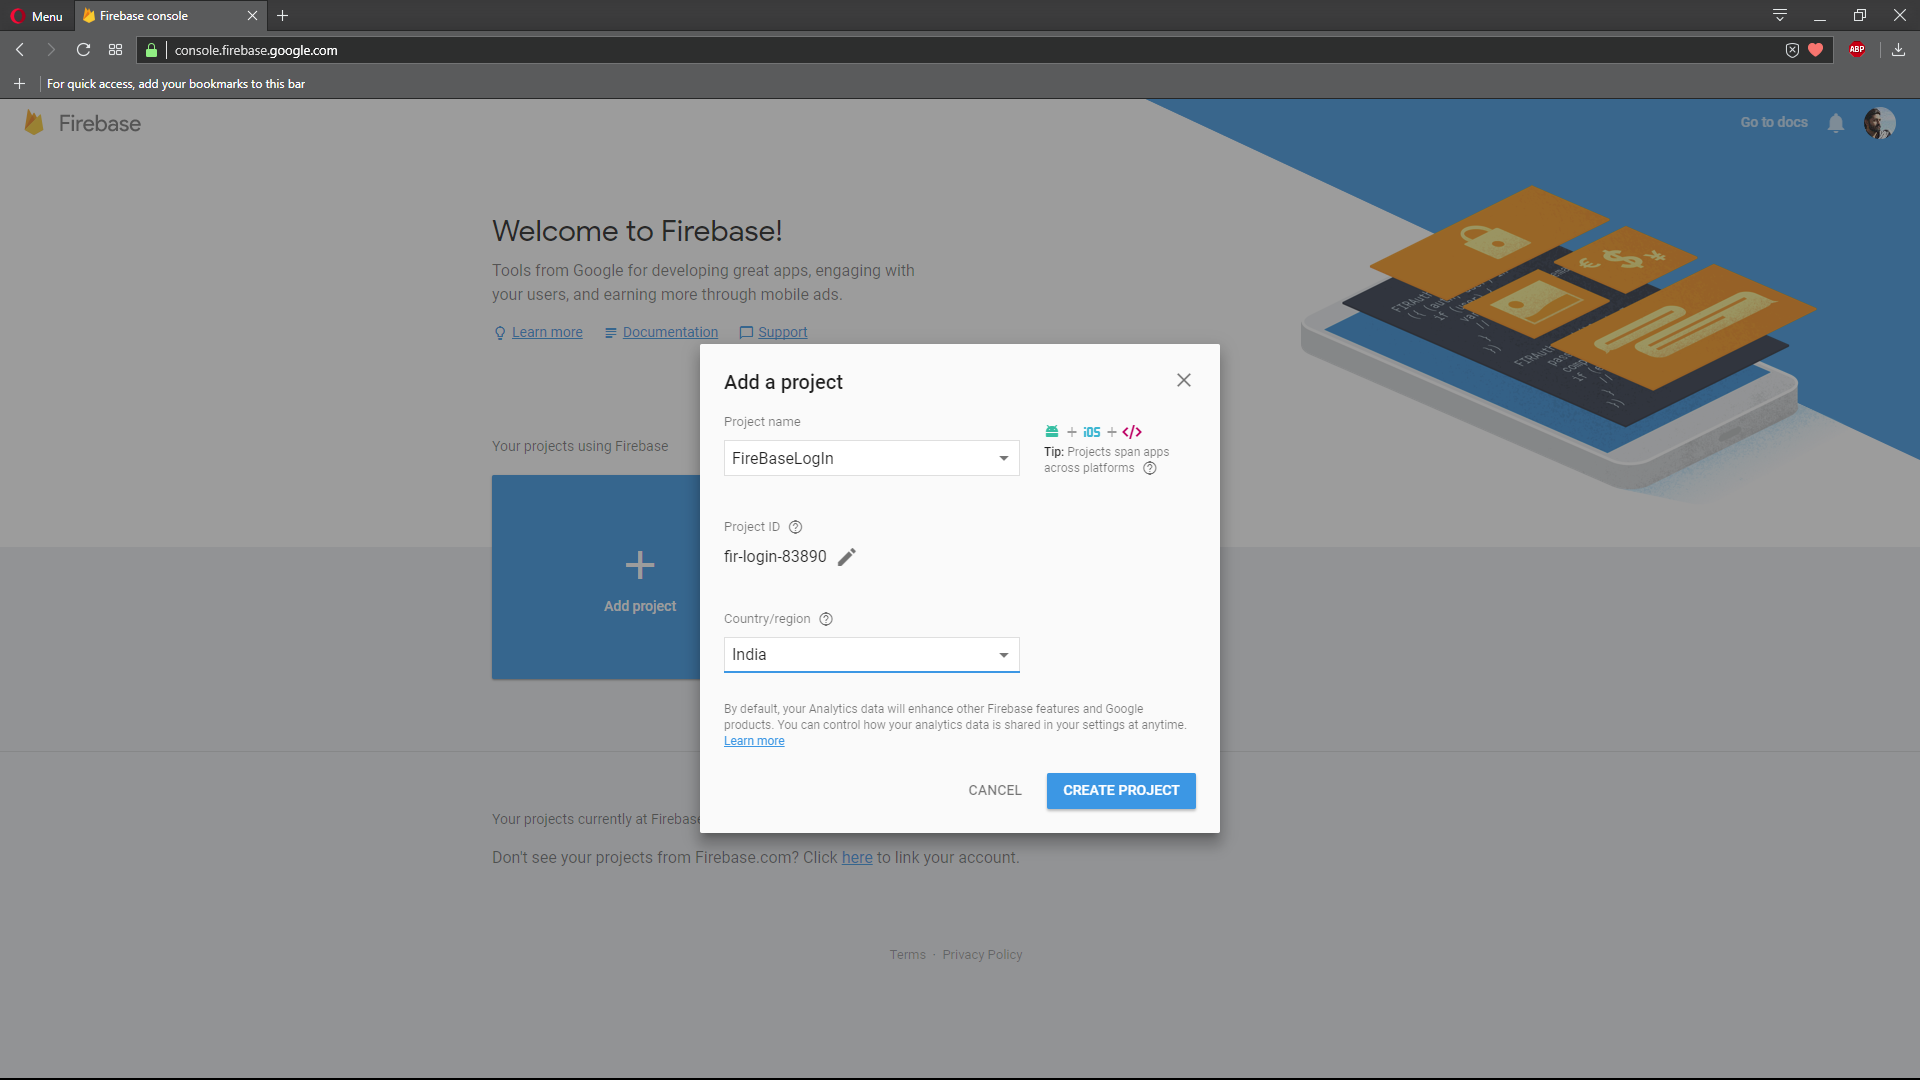 Menu
Firebase console
console.firebase.google.com
ABP
For quick access, add your bookmarks to this bar
Firebase
Go to docs
Welcome to Firebase!
Tools from Google for developing great apps, engaging with
your users, and earning more through mobile ads.
Learn more
Documentation
Support
Your projects using Firebase
Add project
Add a project
Project name
FireBaseLogIn
+ iOS + </>
Tip: Projects span apps
across platforms
Project ID
fir-login-83890
Country/region
India
By default, your Analytics data will enhance other Firebase features and Google
products. You can control how your analytics data is shared in your settings at anytime.
Learn more
CANCEL
CREATE PROJECT
Your projects currently at Firebase
Don't see your projects from Firebase.com? Click here to link your account.
Terms · Privacy Policy